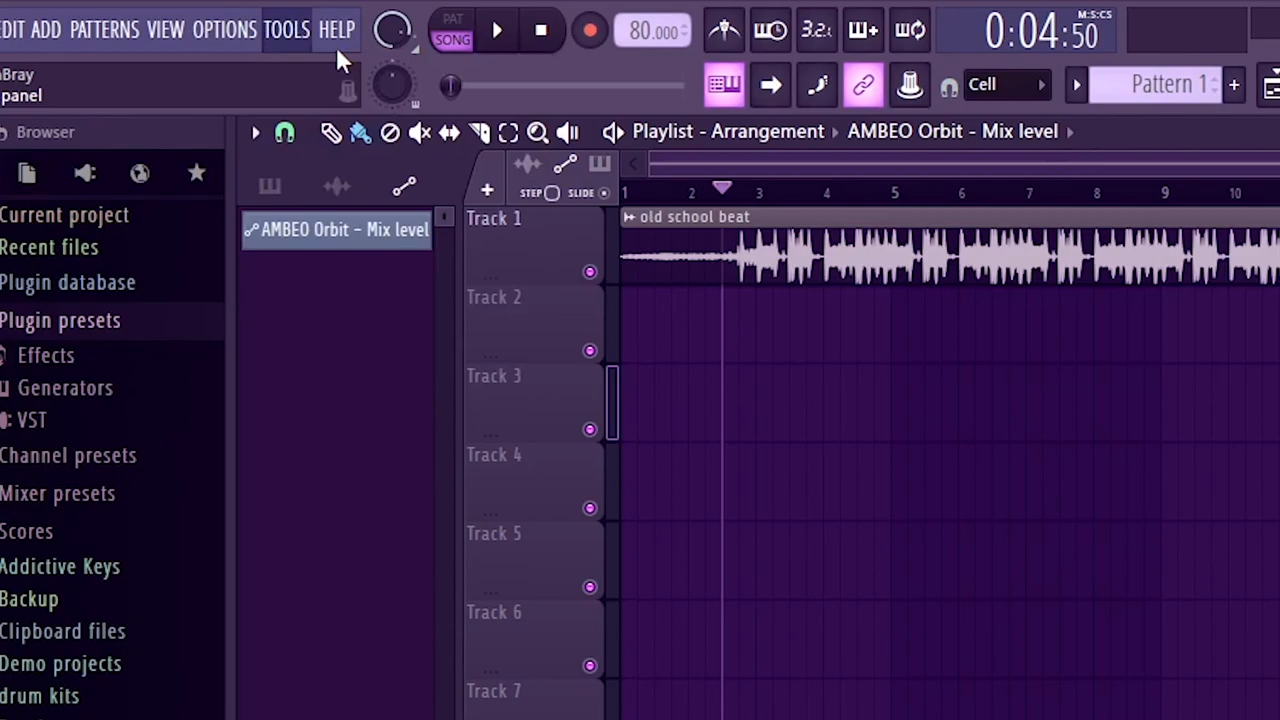 EDIT ADD PATTERNS VIEW OPTIONS TOOLS HELP
PAT
SONG
80.000
3.2.
M:S:CS
0:04:50
Bray
panel
Cell
Pattern 1
Browser
Playlist - Arrangement AMBEO Orbit - Mix level
STEP SLIDE
1 2 3 4 5 6 7 8 9 10
AMBEO Orbit - Mix level
old school beat
Track 1
Track 2
Track 3
Track 4
Track 5
Track 6
Track 7
Current project
Recent files
Plugin database
Plugin presets
Effects
Generators
VST
Channel presets
Mixer presets
Scores
Addictive Keys
Backup
Clipboard files
Demo projects
drum kits